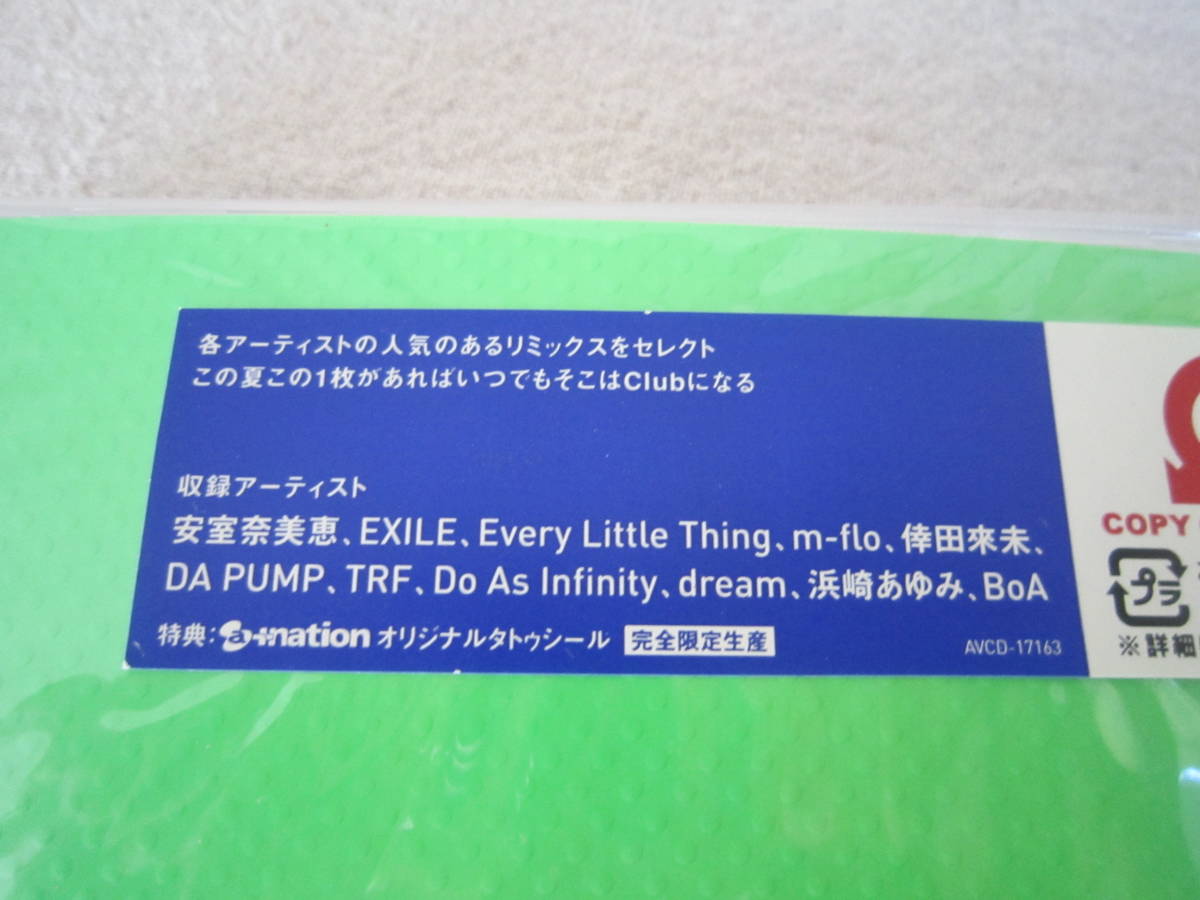 各アーティストの人気のあるリミックスをセレクト
この夏この1枚があればいつでもそこはClubになる
収録アーティスト
安室奈美恵、EXILE、Every Little Thing、m-flo、倖田來未、
DA PUMP、TRF、Do As Infinity、dream、浜崎あゆみ、BoA
特典：a-nation オリジナルタトゥシール 完全限定生産
AVCD-17163
COPY
プラ
※詳細